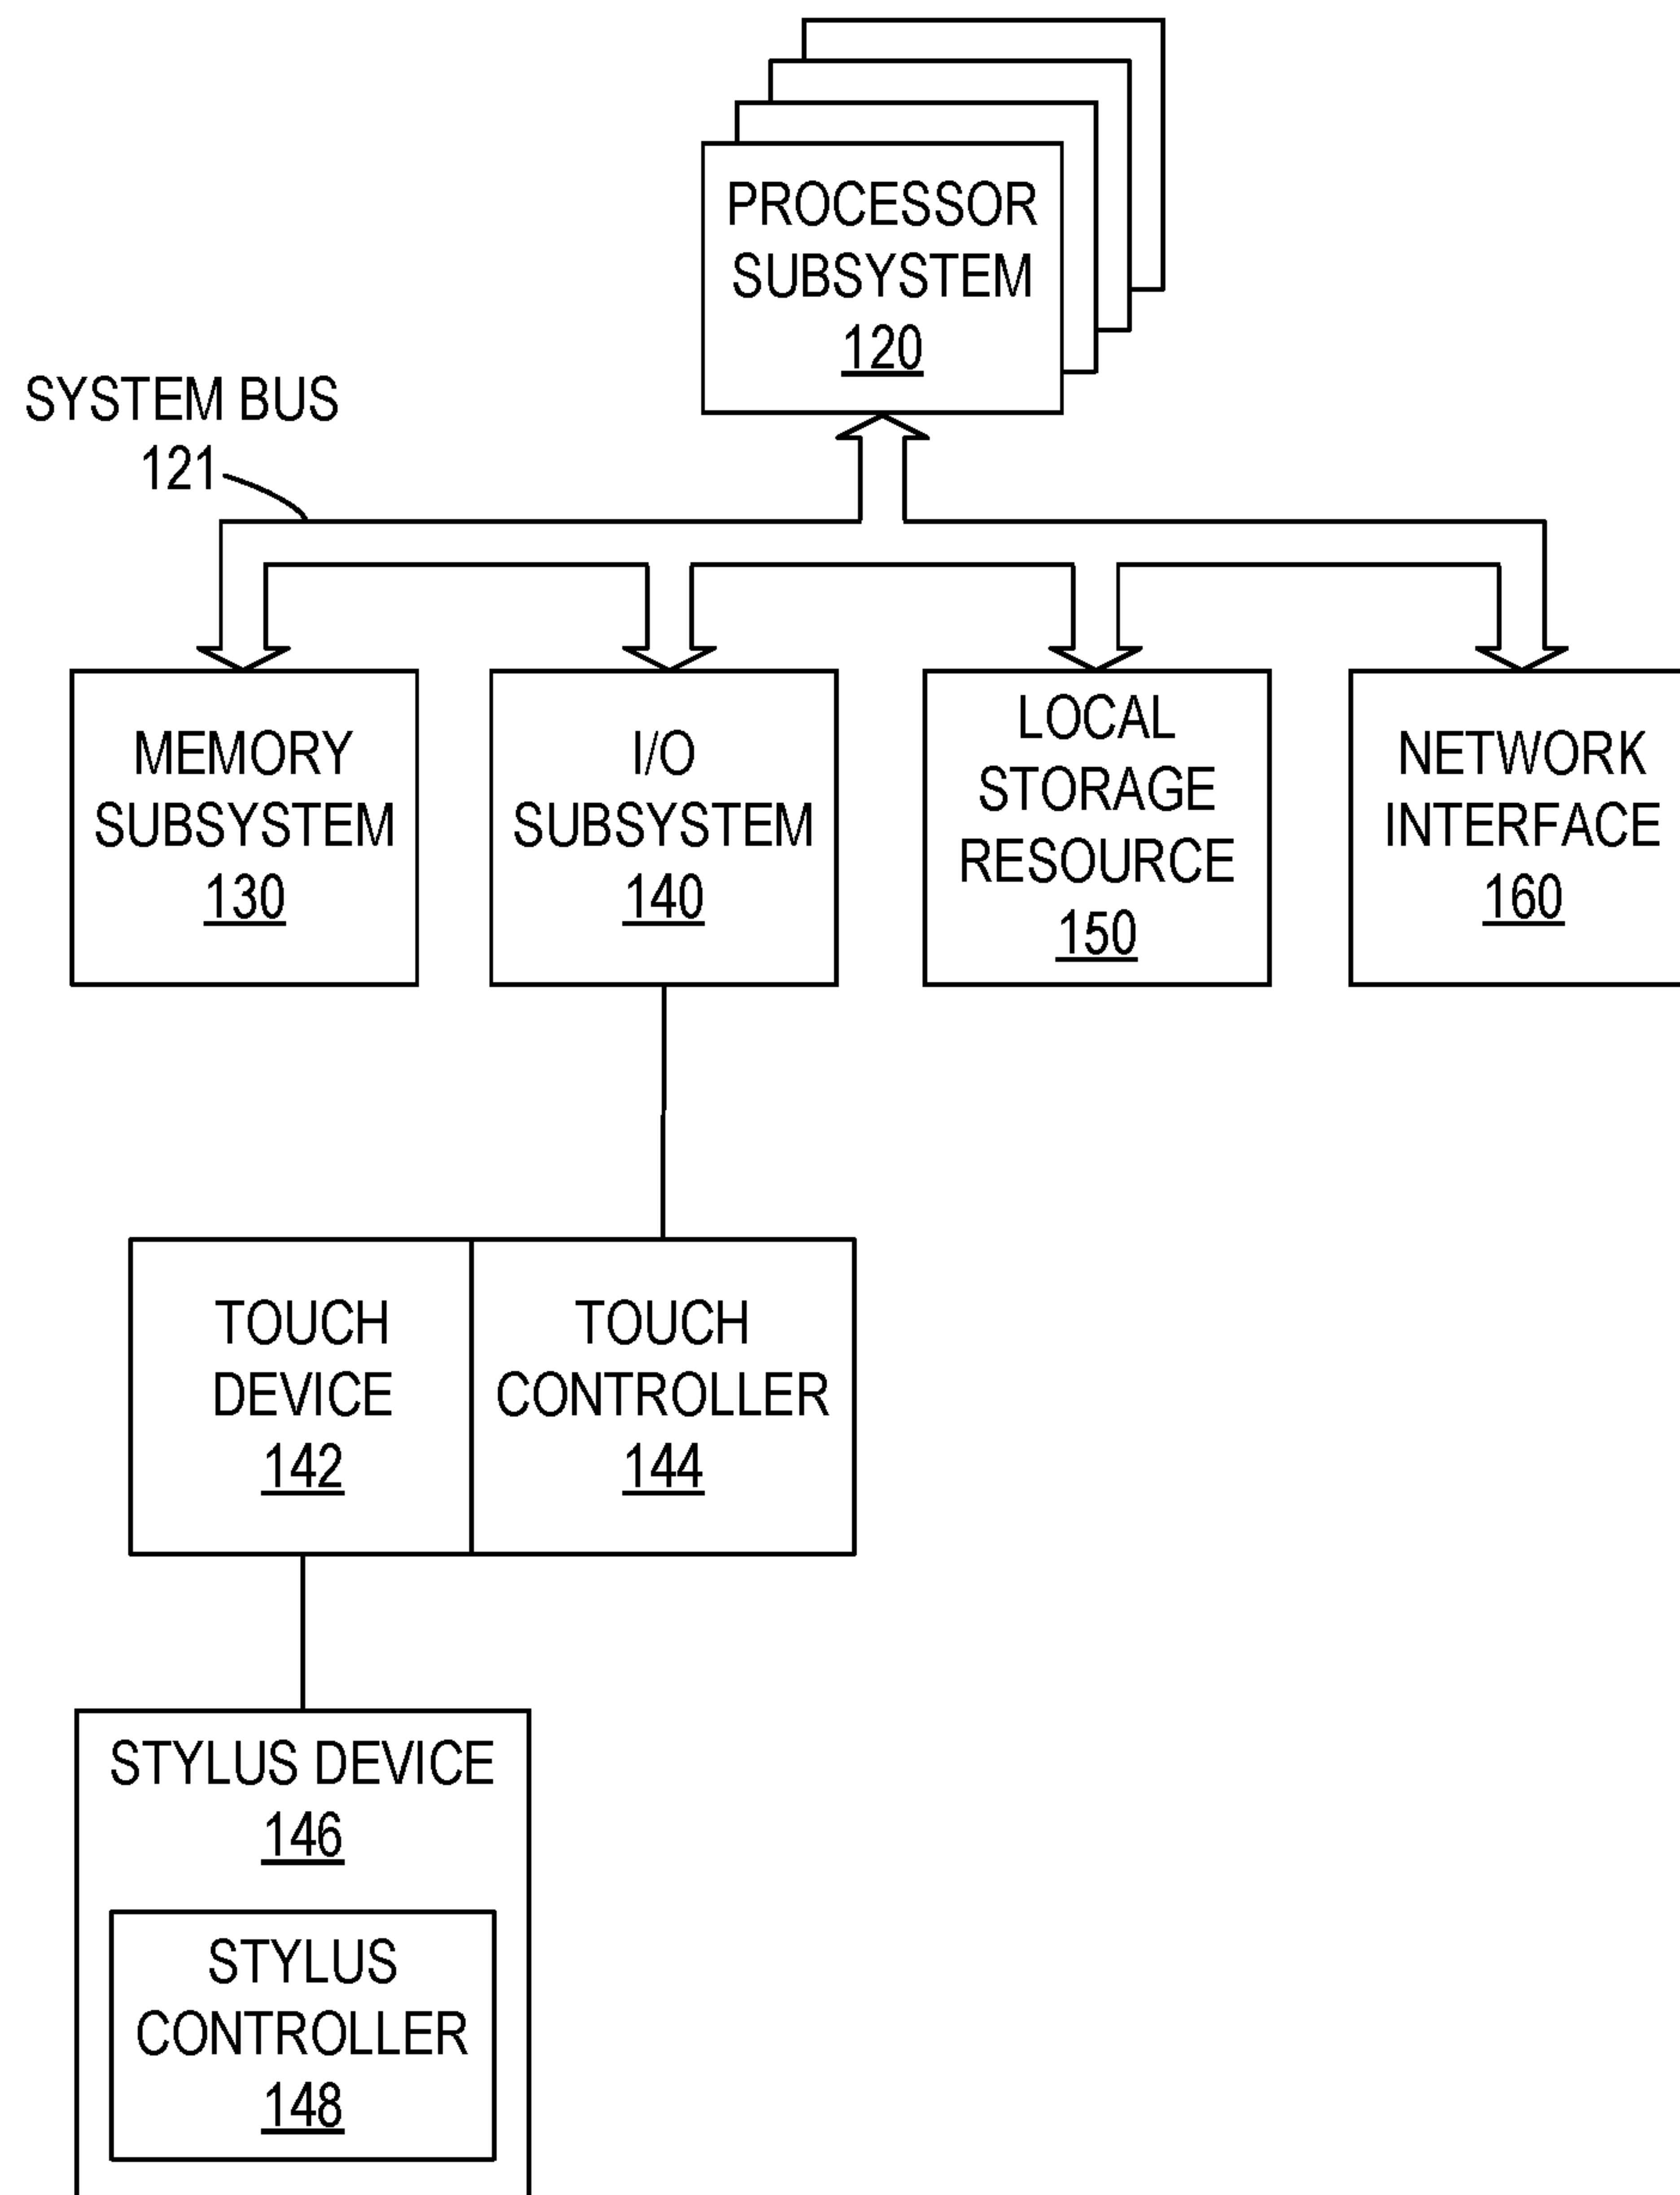 PROCESSOR
SUBSYSTEM
120
SYSTEM BUS
121
MEMORY
SUBSYSTEM
130
I/O
SUBSYSTEM
140
LOCAL
STORAGE
RESOURCE
150
NETWORK
INTERFACE
160
TOUCH
DEVICE
142
TOUCH
CONTROLLER
144
STYLUS DEVICE
146
STYLUS
CONTROLLER
148